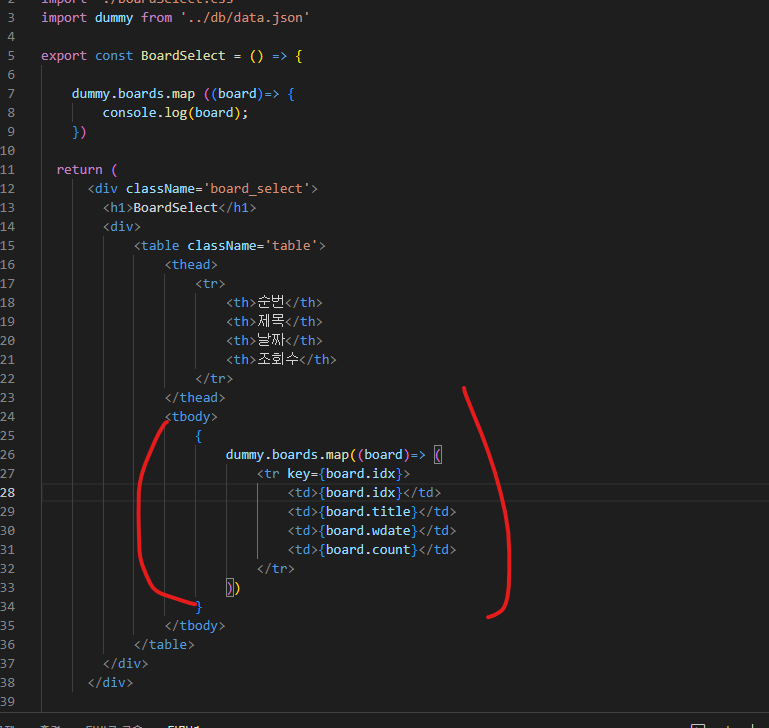 3 import dummy from '../db/data.json'
4
5 export const BoardSelect = () => {
6
7 dummy.boards.map ((board)=> {
8 console.log(board);
9 })
10
11 return (
12 <div className='board_select'>
13 <h1>BoardSelect</h1>
14 <div>
15 <table className='table'>
16 <thead>
17 <tr>
18 <th>순번</th>
19 <th>제목</th>
20 <th>날짜</th>
21 <th>조회수</th>
22 </tr>
23 </thead>
24 <tbody>
25 {
26 dummy.boards.map((board)=> (
27 <tr key={board.idx}>
28 <td>{board.idx}</td>
29 <td>{board.title}</td>
30 <td>{board.wdate}</td>
31 <td>{board.count}</td>
32 </tr>
33 ))
34 }
35 </tbody>
36 </table>
37 </div>
38 </div>
39